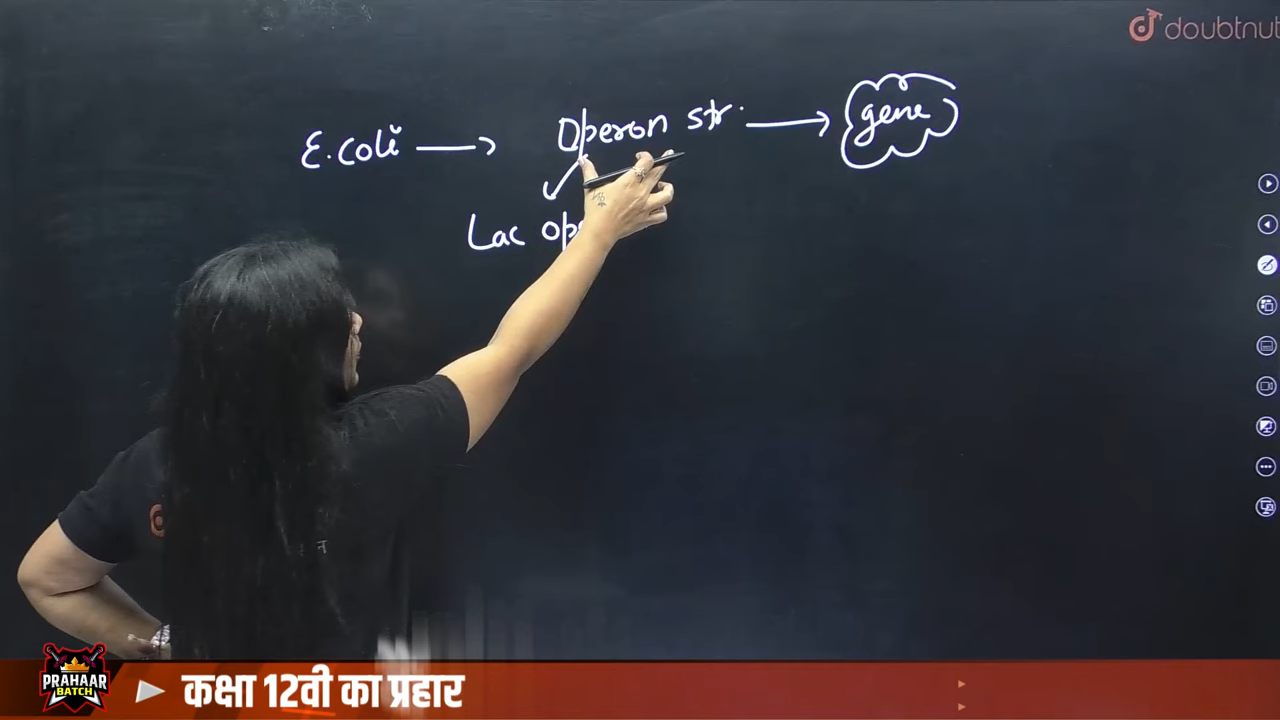 doubtnut
E.coli → Operon str. → gene
Lac op
PRAHAAR
BATCH
कक्षा 12वी का प्रहार